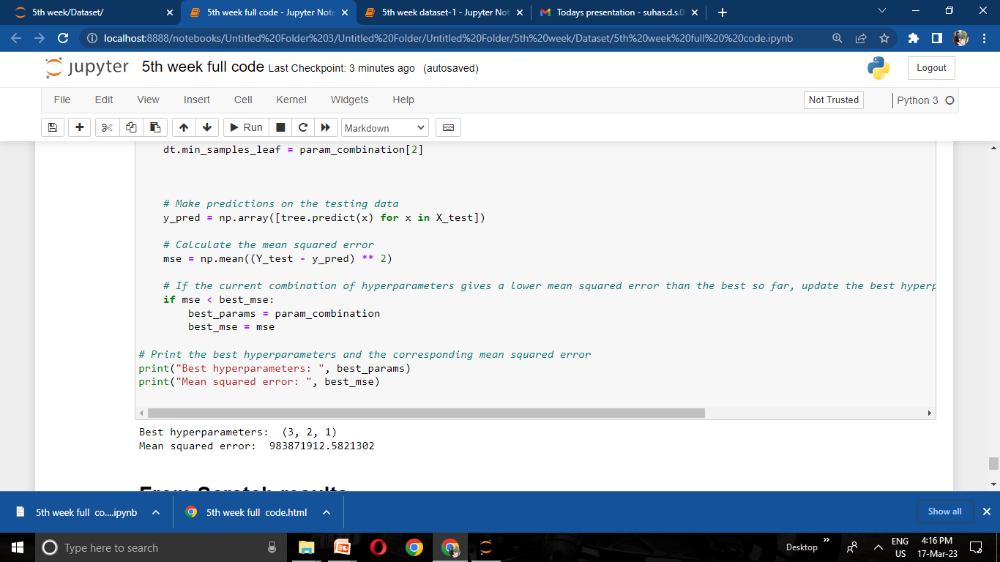 5th week/Dataset/
5th week full code - Jupyter Note
5th week dataset-1 - Jupyter Not
Todays presentation - suhas.d.s.0
localhost:8888/notebooks/Untitled%20Folder%203/Untitled%20Folder/Untitled%20Folder/5th%20week/Dataset/5th%20week%20full%20%20code.ipynb
jupyter 5th week full code Last Checkpoint: 3 minutes ago (autosaved)
Logout
File Edit View Insert Cell Kernel Widgets Help
Not Trusted
Python 3
Run
Markdown
dt.min_samples_leaf = param_combination[2]
# Make predictions on the testing data
y_pred = np.array([tree.predict(x) for x in X_test])
# Calculate the mean squared error
mse = np.mean((Y_test - y_pred) ** 2)
# If the current combination of hyperparameters gives a lower mean squared error than the best so far, update the best hyperp
if mse < best_mse:
best_params = param_combination
best_mse = mse
# Print the best hyperparameters and the corresponding mean squared error
print("Best hyperparameters: ", best_params)
print("Mean squared error: ", best_mse)
Best hyperparameters:  (3, 2, 1)
Mean squared error:  983871912.5821302
From Scratch results
5th week full co....ipynb
5th week full code.html
Show all
Type here to search
Desktop
ENG
US
4:16 PM
17-Mar-23